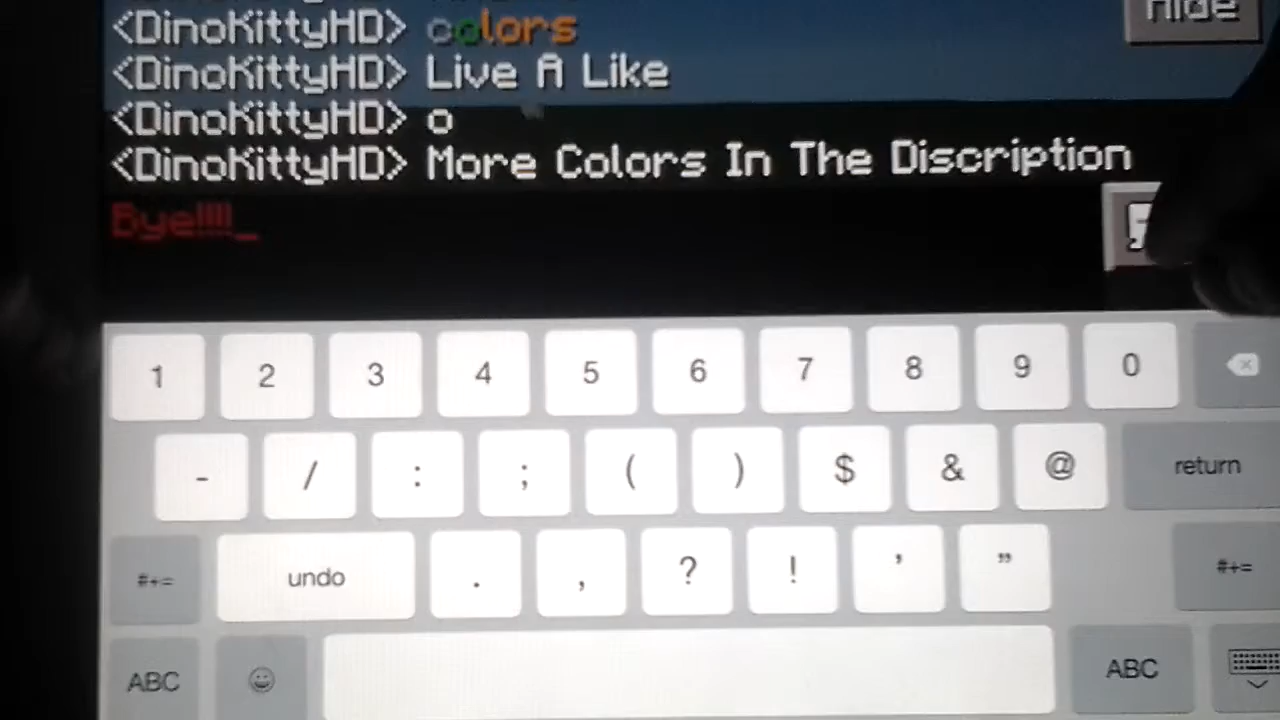 Hide
<DinoKittyHD> colors
<DinoKittyHD> Live A Like
<DinoKittyHD> o
<DinoKittyHD> More Colors In The Discription
Bye!!!!_
1 2 3 4 5 6 7 8 9 0
- / : ; ( ) $ & @ return
#+= undo . , ? ! ' " #+=
ABC ABC